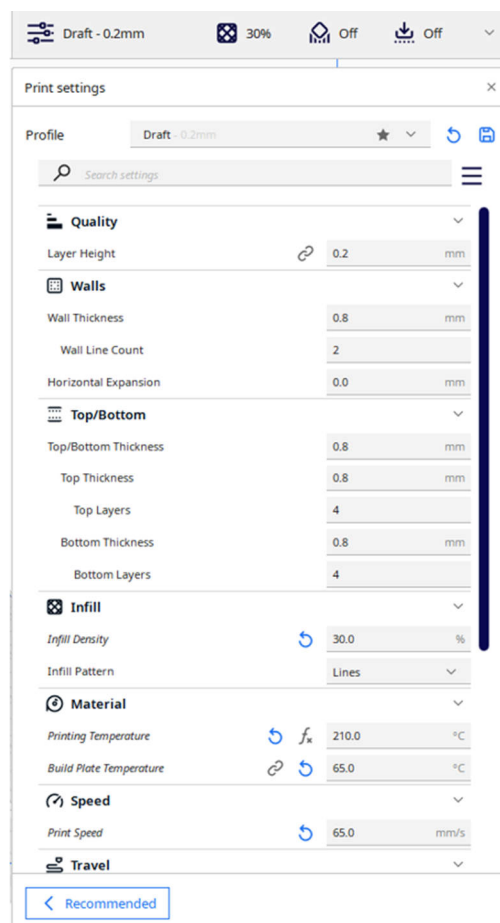 Draft - 0.2mm 30% Off Off
Print settings
Profile Draft - 0.2mm
Search settings
Quality
Layer Height 0.2 mm
Walls
Wall Thickness 0.8 mm
Wall Line Count 2
Horizontal Expansion 0.0 mm
Top/Bottom
Top/Bottom Thickness 0.8 mm
Top Thickness 0.8 mm
Top Layers 4
Bottom Thickness 0.8 mm
Bottom Layers 4
Infill
Infill Density 30.0 %
Infill Pattern Lines
Material
Printing Temperature fx 210.0 °C
Build Plate Temperature 65.0 °C
Speed
Print Speed 65.0 mm/s
Travel
Recommended